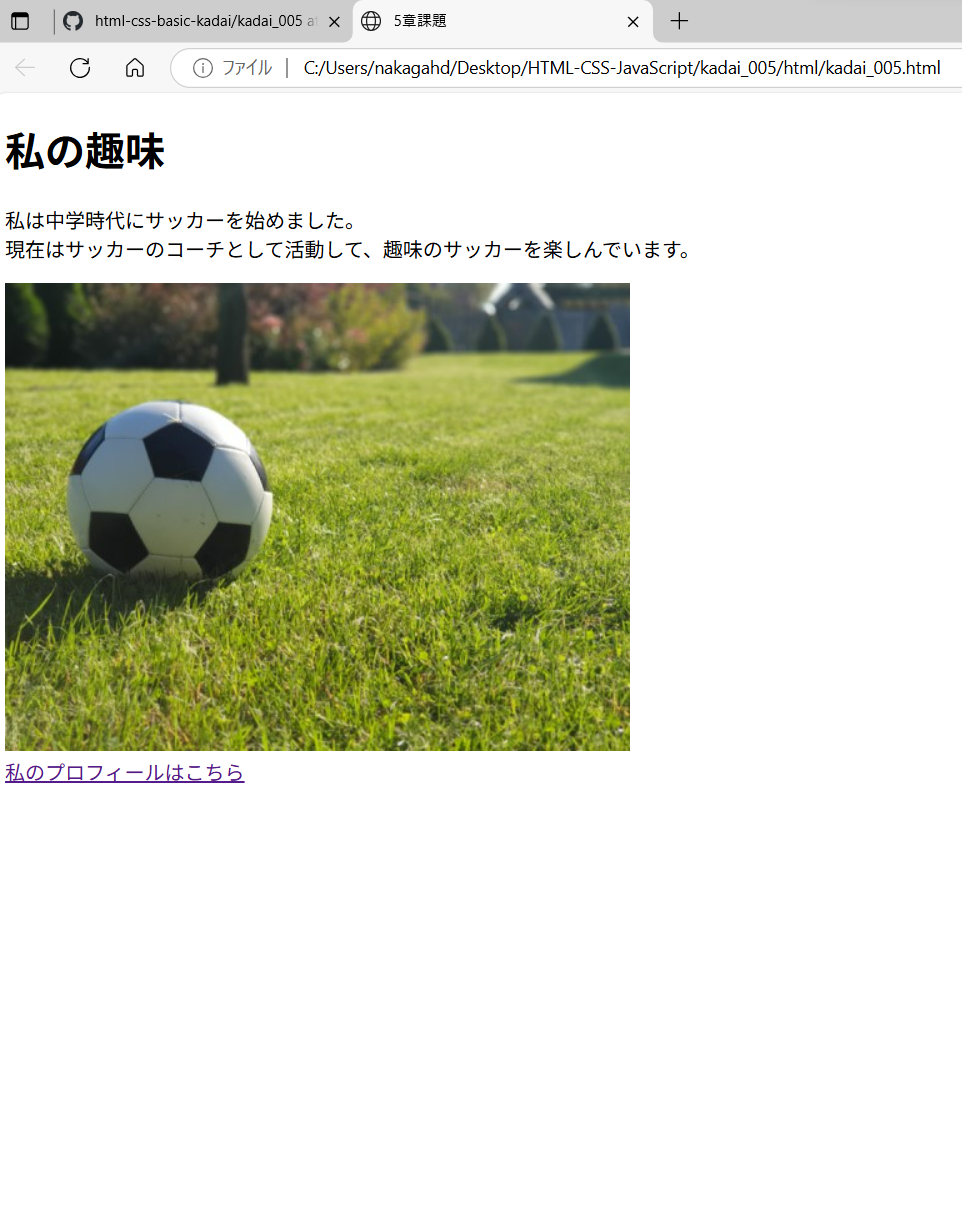 html-css-basic-kadai/kadai_005 at
5章課題
ファイル
C:/Users/nakagahd/Desktop/HTML-CSS-JavaScript/kadai_005/html/kadai_005.html
私の趣味
私は中学時代にサッカーを始めました。
現在はサッカーのコーチとして活動して、趣味のサッカーを楽しんでいます。
私のプロフィールはこちら